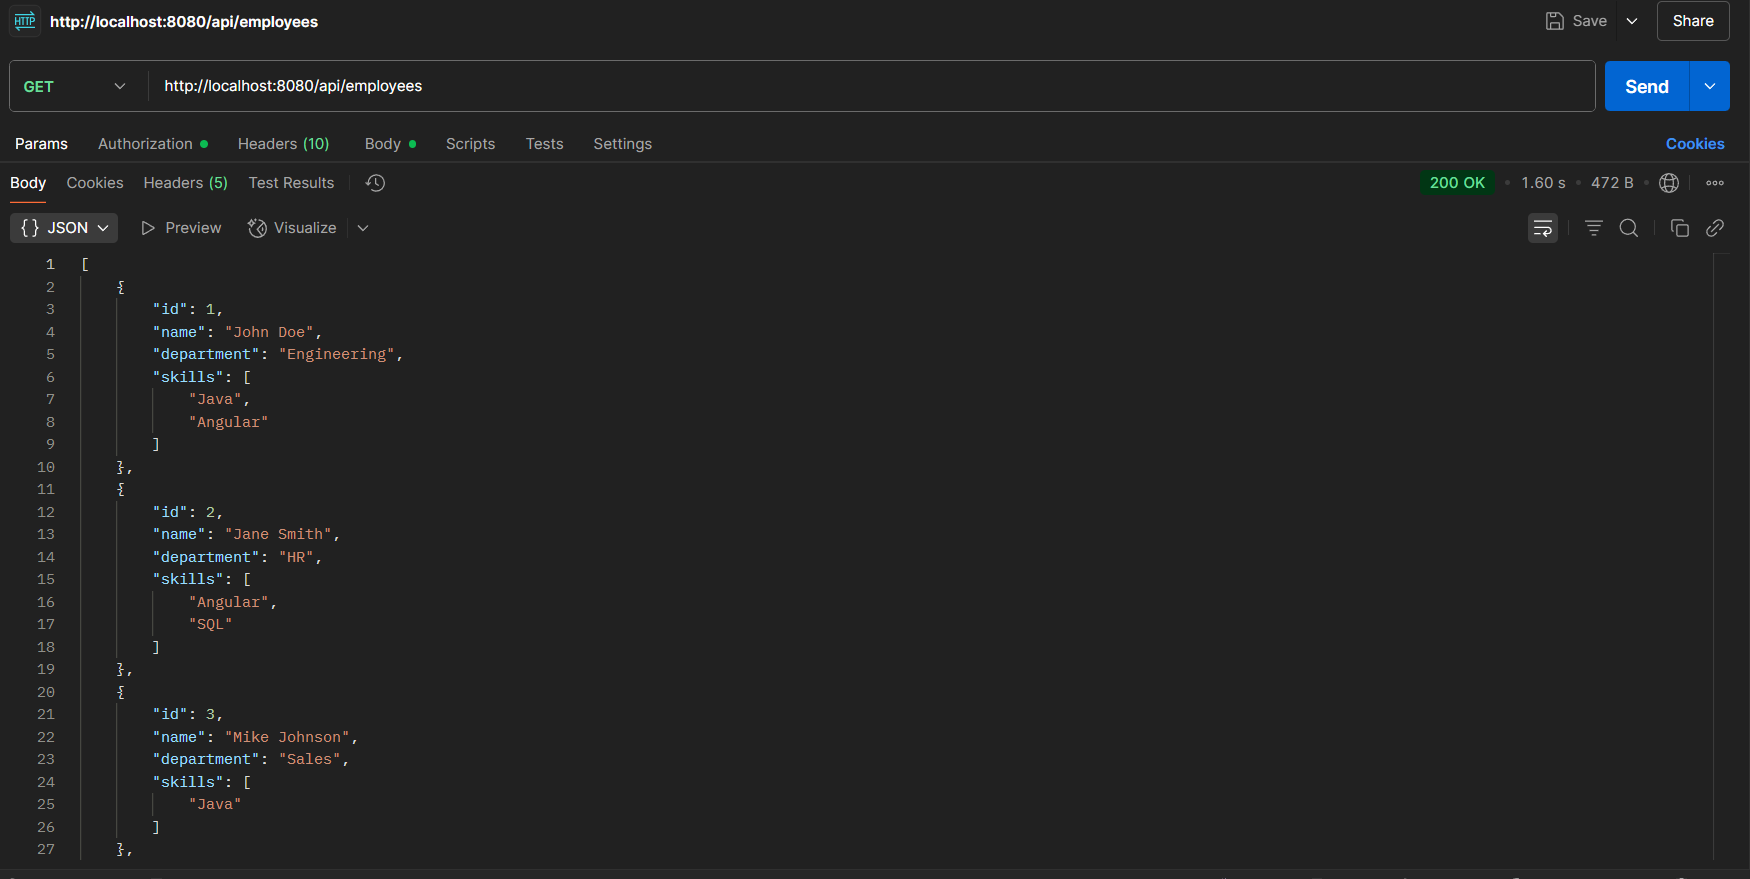 HTTP http://localhost:8080/api/employees Save Share
GET http://localhost:8080/api/employees Send
Params Authorization Headers (10) Body Scripts Tests Settings Cookies
Body Cookies Headers (5) Test Results 200 OK 1.60 s 472 B
{} JSON Preview Visualize
1 [
2 {
3 "id": 1,
4 "name": "John Doe",
5 "department": "Engineering",
6 "skills": [
7 "Java",
8 "Angular"
9 ]
10 },
11 {
12 "id": 2,
13 "name": "Jane Smith",
14 "department": "HR",
15 "skills": [
16 "Angular",
17 "SQL"
18 ]
19 },
20 {
21 "id": 3,
22 "name": "Mike Johnson",
23 "department": "Sales",
24 "skills": [
25 "Java"
26 ]
27 },